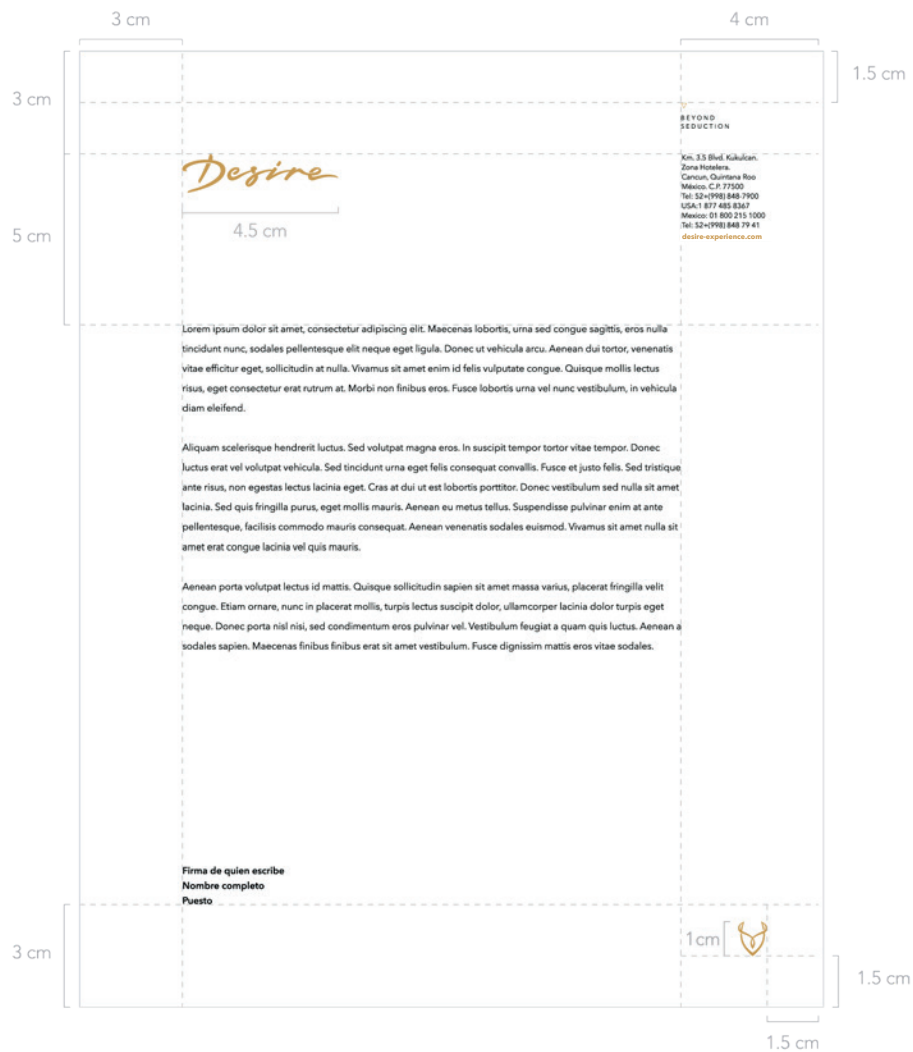 3 cm
4 cm
1.5 cm
3 cm
BEYOND
SEDUCTION
Desire
Km. 3.5 Blvd. Kukulcan.
Zona Hotelera.
Cancun, Quintana Roo
México. C.P. 77500
Tel: 52+(998) 848-7900
USA:1 877 485 8367
Mexico: 01 800 215 1000
Tel: 52+(998) 848 79 41
desire-experience.com
5 cm
4.5 cm
Lorem ipsum dolor sit amet, consectetur adipiscing elit. Maecenas lobortis, urna sed congue sagittis, eros nulla
tincidunt nunc, sodales pellentesque elit neque eget ligula. Donec ut vehicula arcu. Aenean dui tortor, venenatis
vitae efficitur eget, sollicitudin at nulla. Vivamus sit amet enim id felis vulputate congue. Quisque mollis lectus
risus, eget consectetur erat rutrum at. Morbi non finibus eros. Fusce lobortis urna vel nunc vestibulum, in vehicula
diam eleifend.
Aliquam scelerisque hendrerit luctus. Sed volutpat magna eros. In suscipit tempor tortor vitae tempor. Donec
luctus erat vel volutpat vehicula. Sed tincidunt urna eget felis consequat convallis. Fusce et justo felis. Sed tristique
ante risus, non egestas lectus lacinia eget. Cras at dui ut est lobortis porttitor. Donec vestibulum sed nulla sit amet
lacinia. Sed quis fringilla purus, eget mollis mauris. Aenean eu metus tellus. Suspendisse pulvinar enim at ante
pellentesque, facilisis commodo mauris consequat. Aenean venenatis sodales euismod. Vivamus sit amet nulla sit
amet erat congue lacinia vel quis mauris.
Aenean porta volutpat lectus id mattis. Quisque sollicitudin sapien sit amet massa varius, placerat fringilla velit
congue. Etiam ornare, nunc in placerat mollis, turpis lectus suscipit dolor, ullamcorper lacinia dolor turpis eget
neque. Donec porta nisl nisi, sed condimentum eros pulvinar vel. Vestibulum feugiat a quam quis luctus. Aenean a
sodales sapien. Maecenas finibus finibus erat sit amet vestibulum. Fusce dignissim mattis eros vitae sodales.
Firma de quien escribe
Nombre completo
Puesto
3 cm
1cm
1.5 cm
1.5 cm